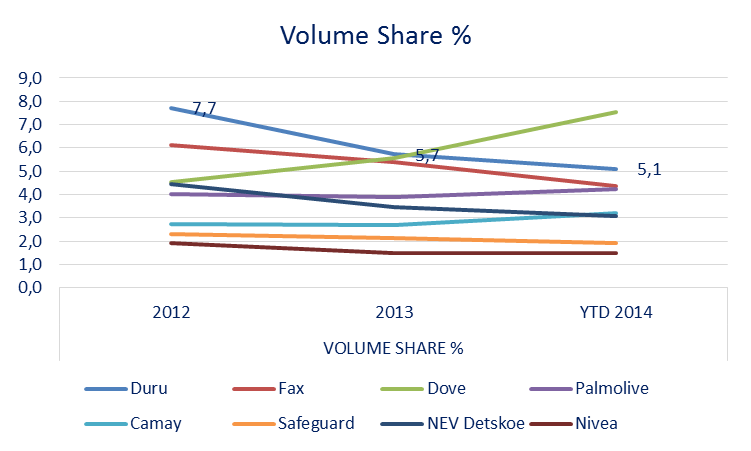 Volume Share %
9,0
8,0
7,7
7,0
6,0
5,7
5,0
5,1
4,0
3,0
2,0
1,0
0,0
2012 2013 YTD 2014
VOLUME SHARE %
Duru Fax Dove Palmolive
Camay Safeguard NEV Detskoe Nivea